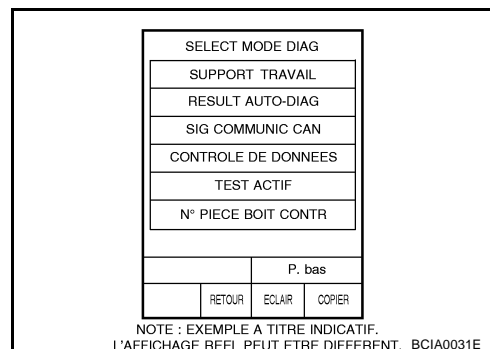 SELECT MODE DIAG
SUPPORT TRAVAIL
RESULT AUTO-DIAG
SIG COMMUNIC CAN
CONTROLE DE DONNEES
TEST ACTIF
N° PIECE BOIT CONTR
P. bas
RETOUR ECLAIR COPIER
NOTE : EXEMPLE A TITRE INDICATIF.
L'AFFICHAGE REEL PEUT ETRE DIFFERENT. BCIA0031E